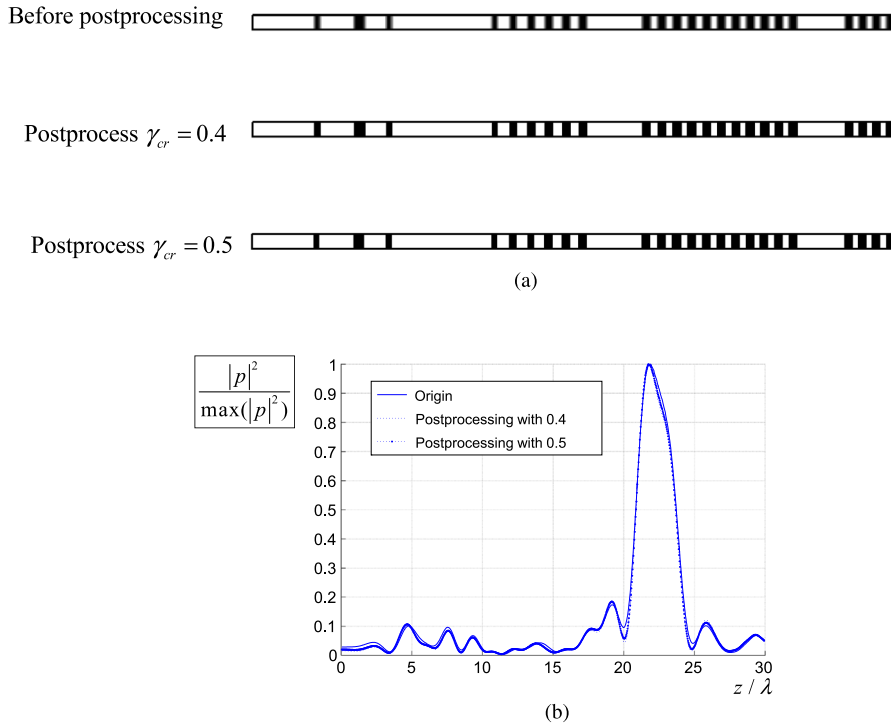 Before postprocessing
Postprocess γcr = 0.4
Postprocess γcr = 0.5
(a)
|p|²
max(|p|²)
1
0.9
0.8
0.7
0.6
0.5
0.4
0.3
0.2
0.1
0
Origin
Postprocessing with 0.4
Postprocessing with 0.5
0 5 10 15 20 25 30
z / λ
(b)